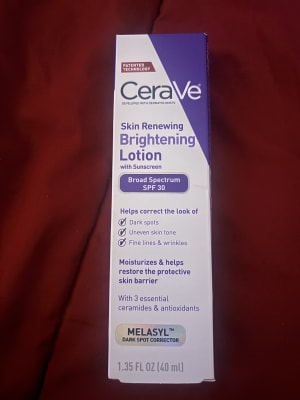 PATENTED
TECHNOLOGY
CeraVe
DEVELOPED WITH DERMATOLOGISTS
Skin Renewing
Brightening
Lotion
with Sunscreen
Broad Spectrum
SPF 30
Helps correct the look of
Dark spots
Uneven skin tone
Fine lines & wrinkles
Moisturizes & helps
restore the protective
skin barrier
With 3 essential
ceramides & antioxidants
MELASYL™
DARK SPOT CORRECTOR
1.35 FL OZ (40 ml)